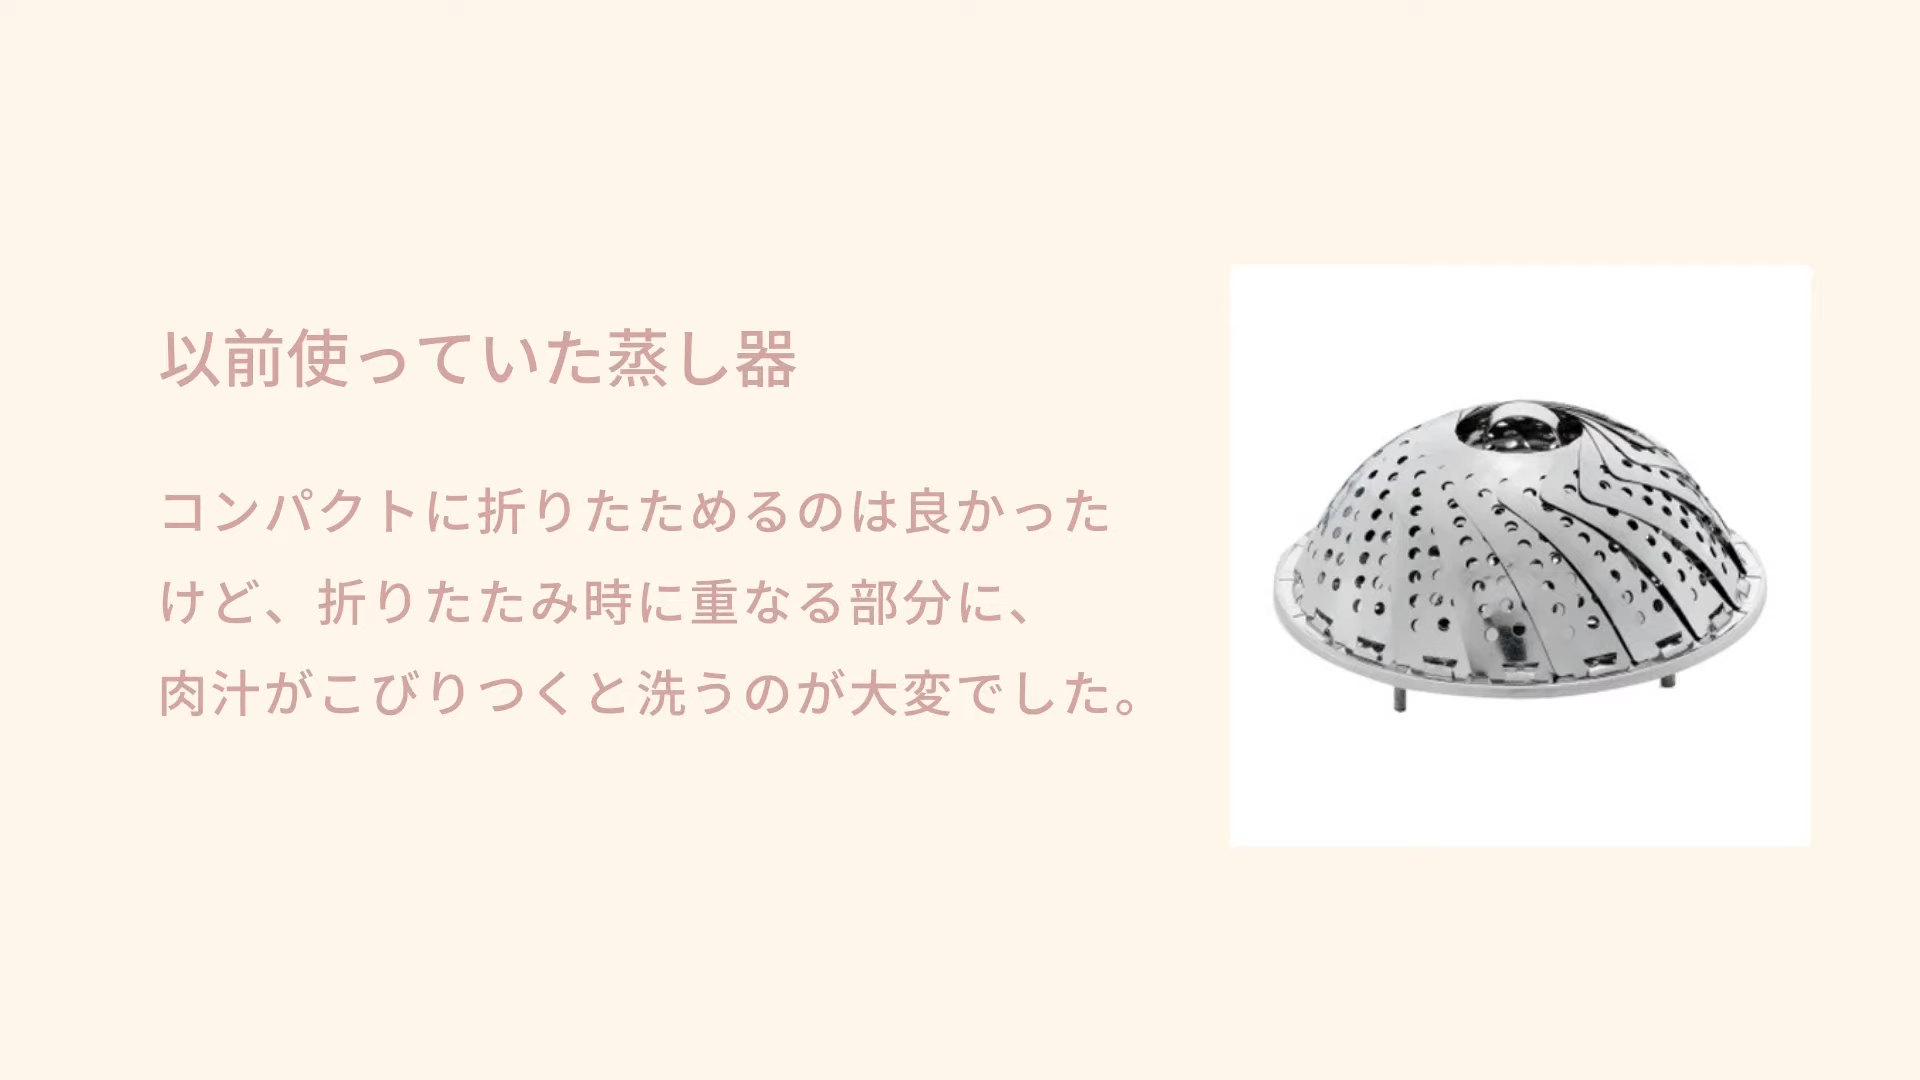 以前使っていた蒸し器
コンパクトに折りたためるのは良かった
けど、折りたたみ時に重なる部分に、
肉汁がこびりつくと洗うのが大変でした。